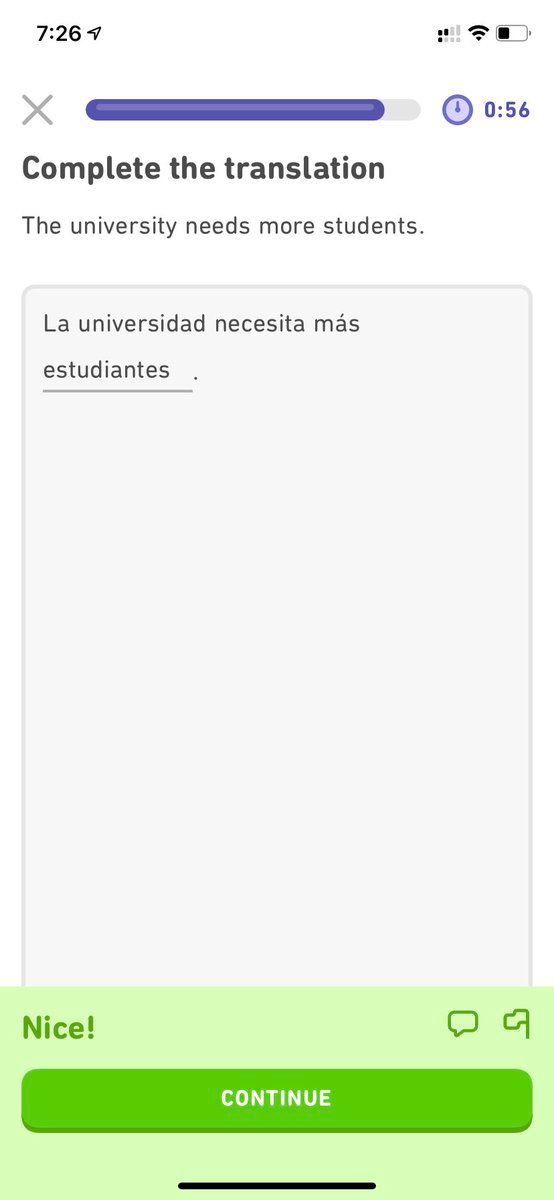 7:26
0:56
Complete the translation
The university needs more students.
La universidad necesita más
estudiantes .
Nice!
CONTINUE